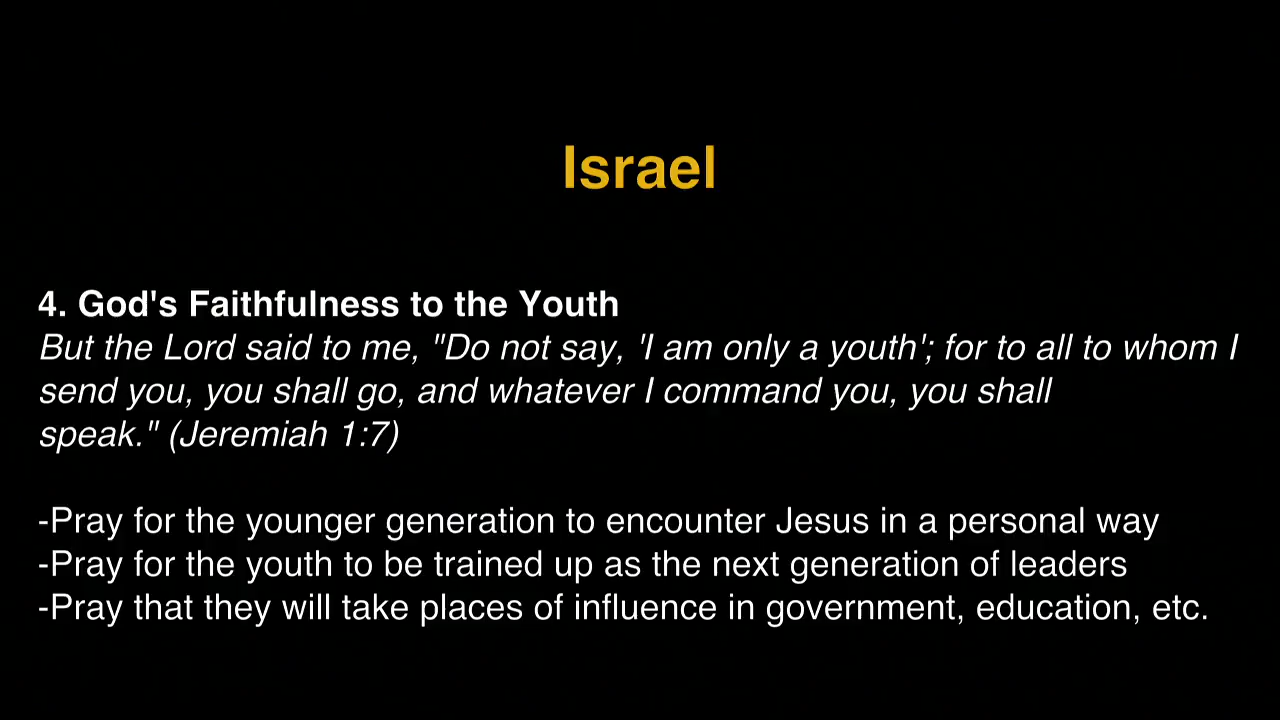 Israel
4. God's Faithfulness to the Youth
But the Lord said to me, "Do not say, 'I am only a youth'; for to all to whom I
send you, you shall go, and whatever I command you, you shall
speak." (Jeremiah 1:7)
-Pray for the younger generation to encounter Jesus in a personal way
-Pray for the youth to be trained up as the next generation of leaders
-Pray that they will take places of influence in government, education, etc.